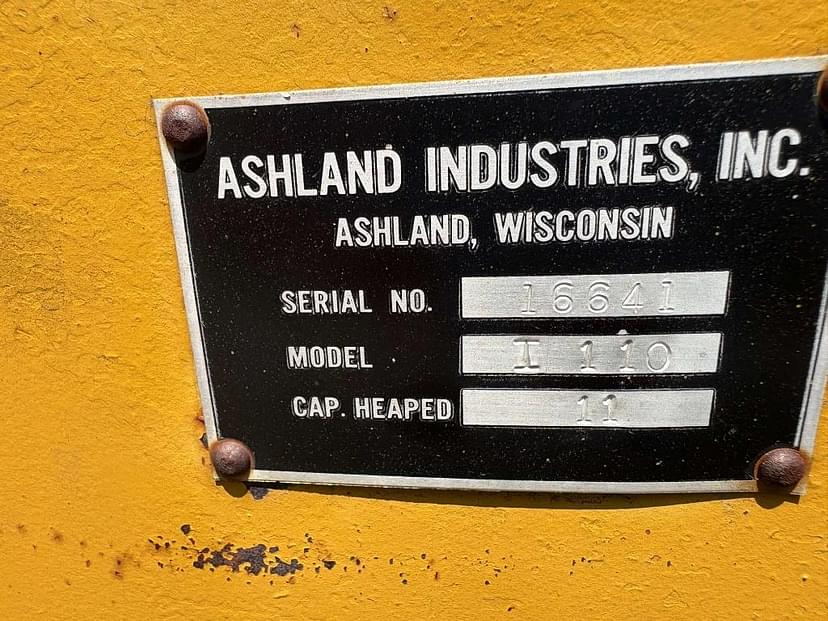 ASHLAND INDUSTRIES, INC.
ASHLAND, WISCONSIN
SERIAL NO. 16641
MODEL I 110
CAP. HEAPED 11